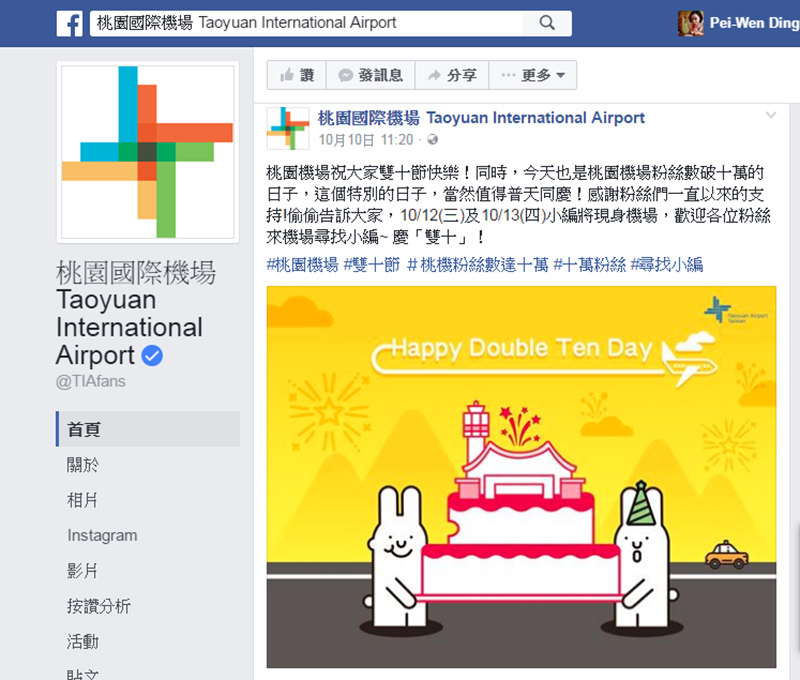 桃園國際機場 Taoyuan International Airport
Pei-Wen Ding
讚 發訊息 分享 更多
桃園國際機場 Taoyuan International Airport
10月10日 11:20
桃園機場祝大家雙十節快樂！同時，今天也是桃園機場粉絲數破十萬的
日子，這個特別的日子，當然值得普天同慶！感謝粉絲們一直以來的支
持!偷偷告訴大家，10/12(三)及10/13(四)小編將現身機場，歡迎各位粉絲
來機場尋找小編~ 慶「雙十」！
#桃園機場 #雙十節 ＃桃機粉絲數達十萬 #十萬粉絲 #尋找小編
Taoyuan Airport
Taiwan
Happy Double Ten Day
桃園國際機場
Taoyuan
International
Airport
@TIAfans
首頁
關於
相片
Instagram
影片
按讚分析
活動
貼文